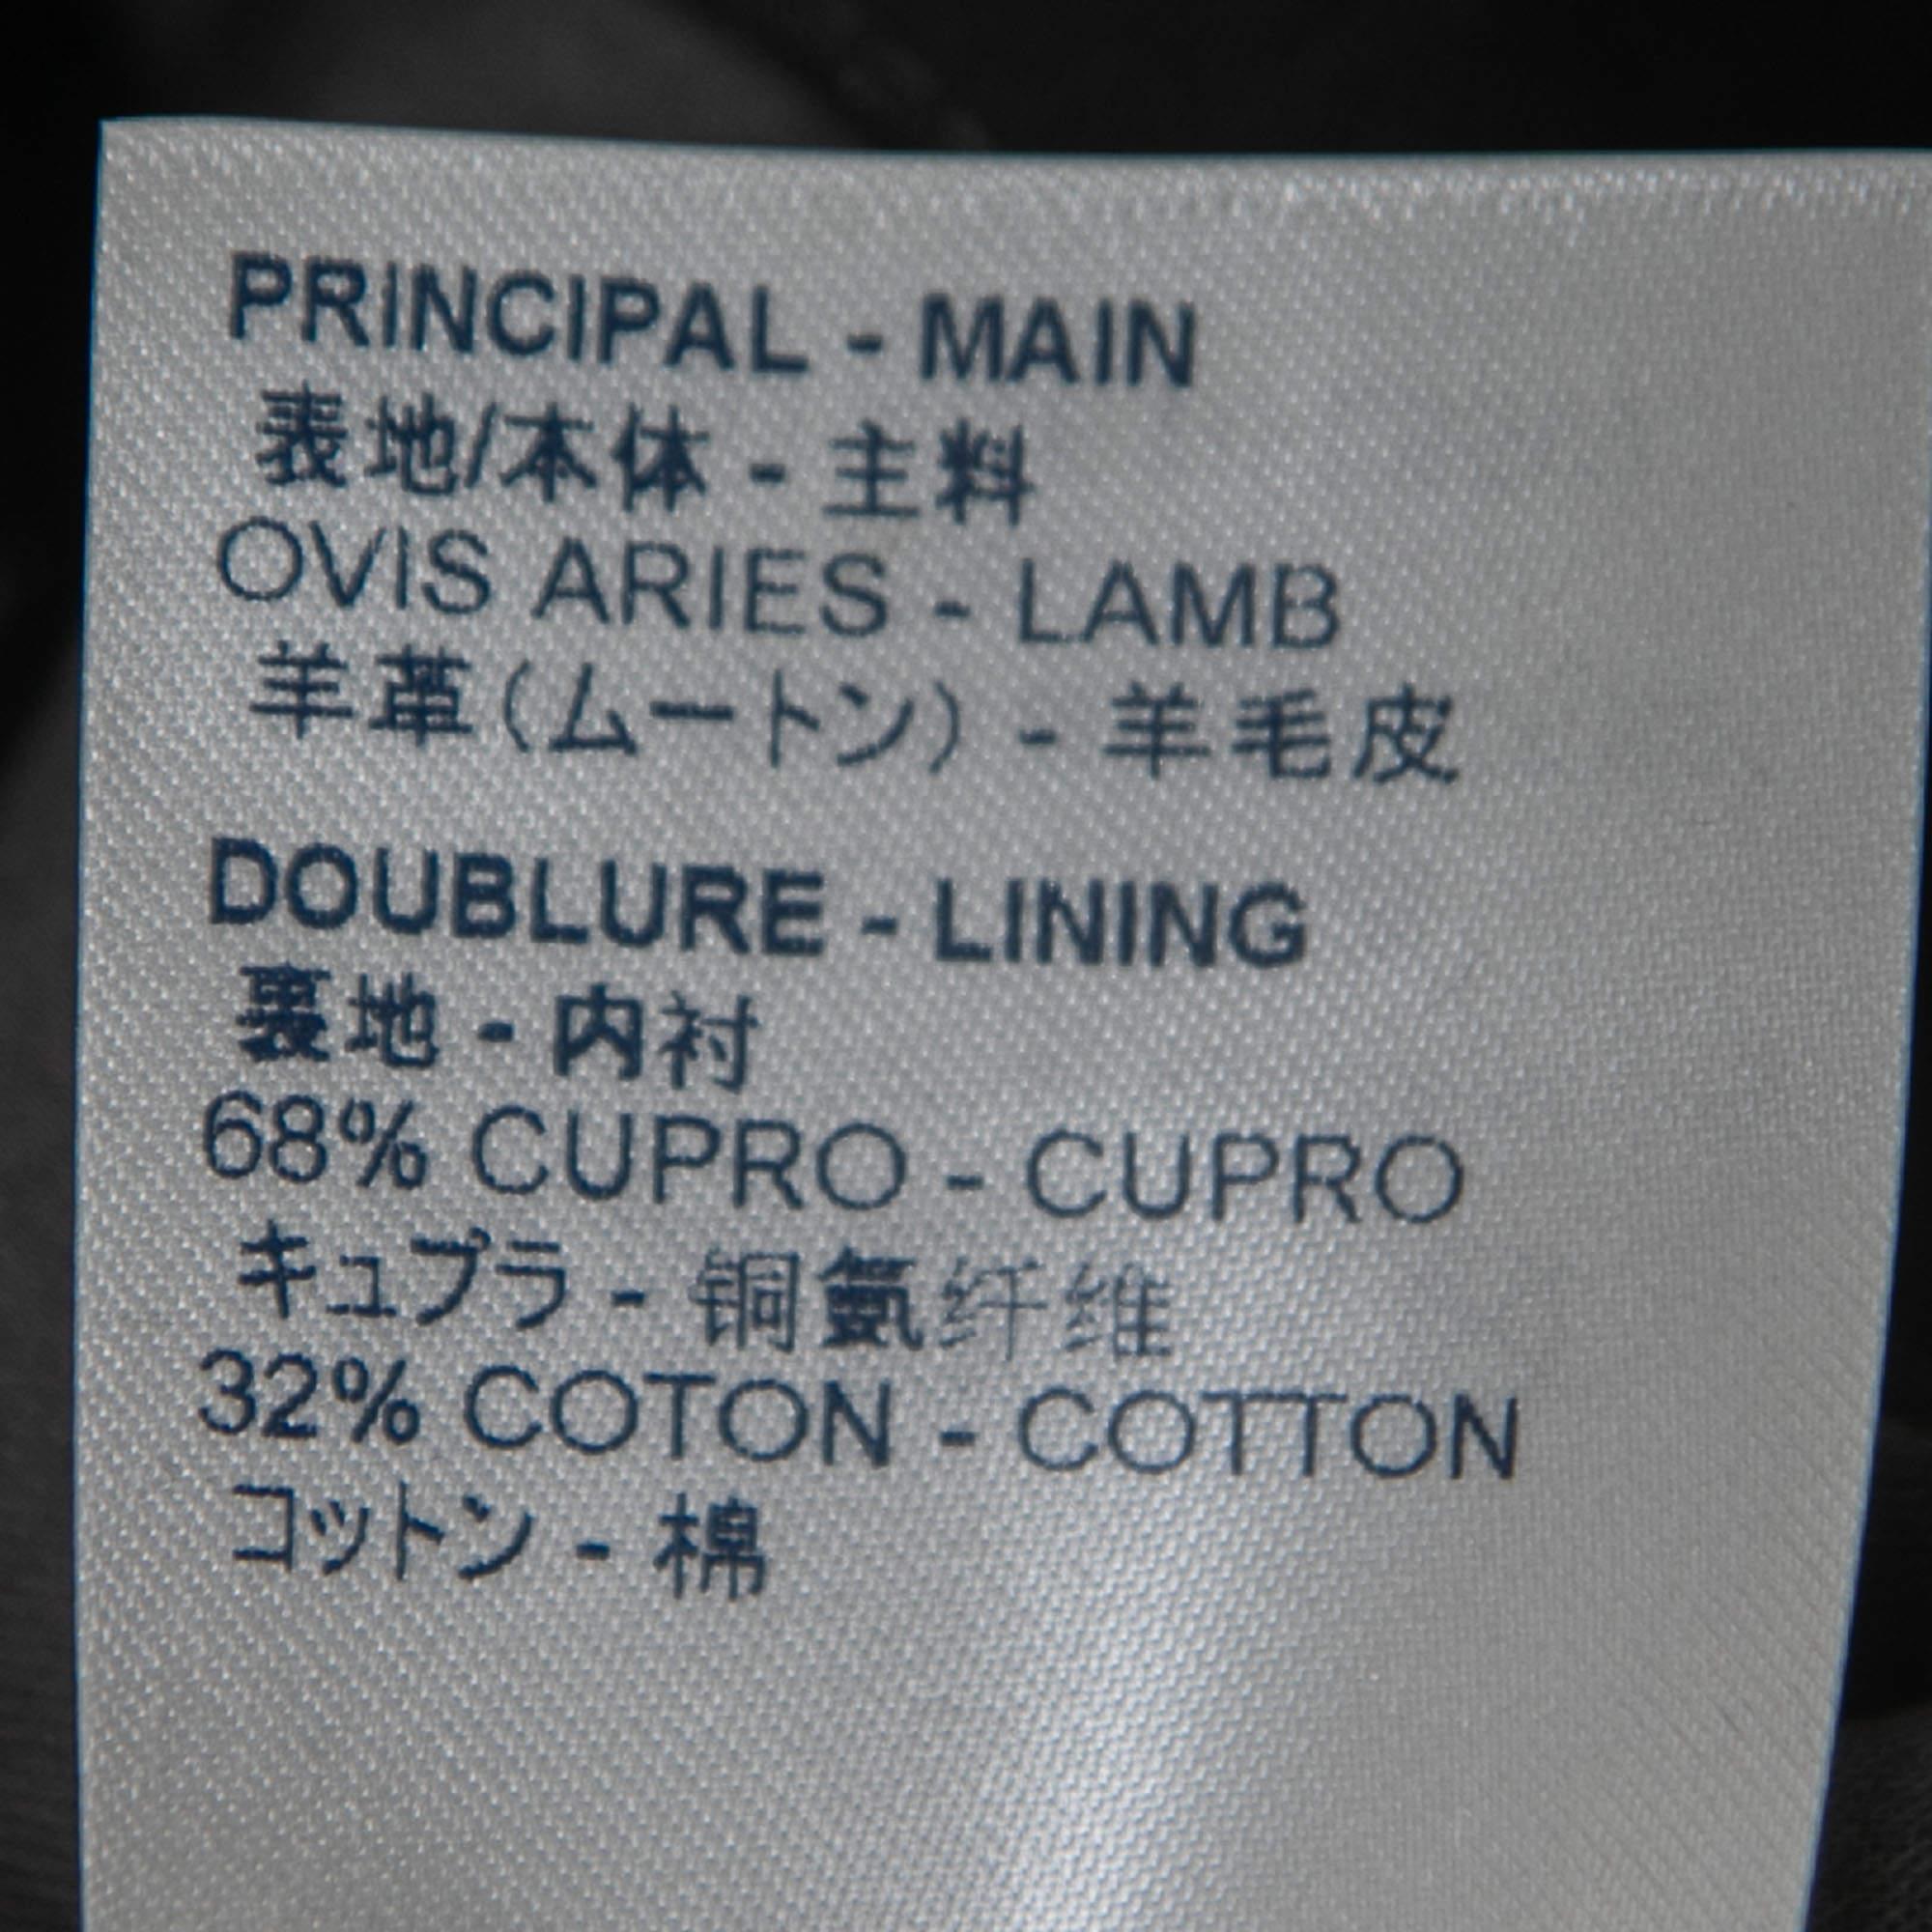 PRINCIPAL - MAIN
表地/本体 - 主料
OVIS ARIES - LAMB
羊革(ムートン) - 羊毛皮
DOUBLURE - LINING
裏地 - 内衬
68% CUPRO - CUPRO
キュプラ - 铜氨纤维
32% COTON - COTTON
コットン - 棉